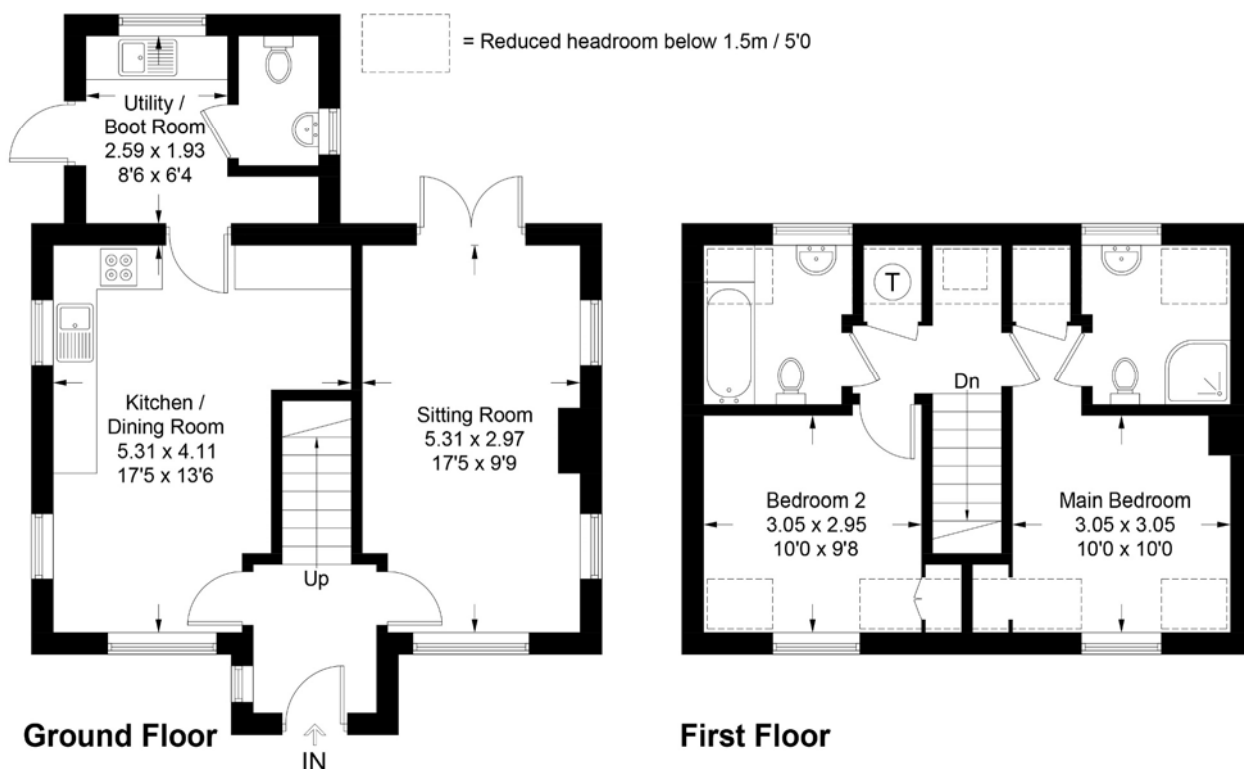 = Reduced headroom below 1.5m / 5'0
Utility /
Boot Room
2.59 x 1.93
8'6 x 6'4
Kitchen /
Dining Room
5.31 x 4.11
17'5 x 13'6
Sitting Room
5.31 x 2.97
17'5 x 9'9
Up
IN
Ground Floor
T
Dn
Bedroom 2
3.05 x 2.95
10'0 x 9'8
Main Bedroom
3.05 x 3.05
10'0 x 10'0
First Floor